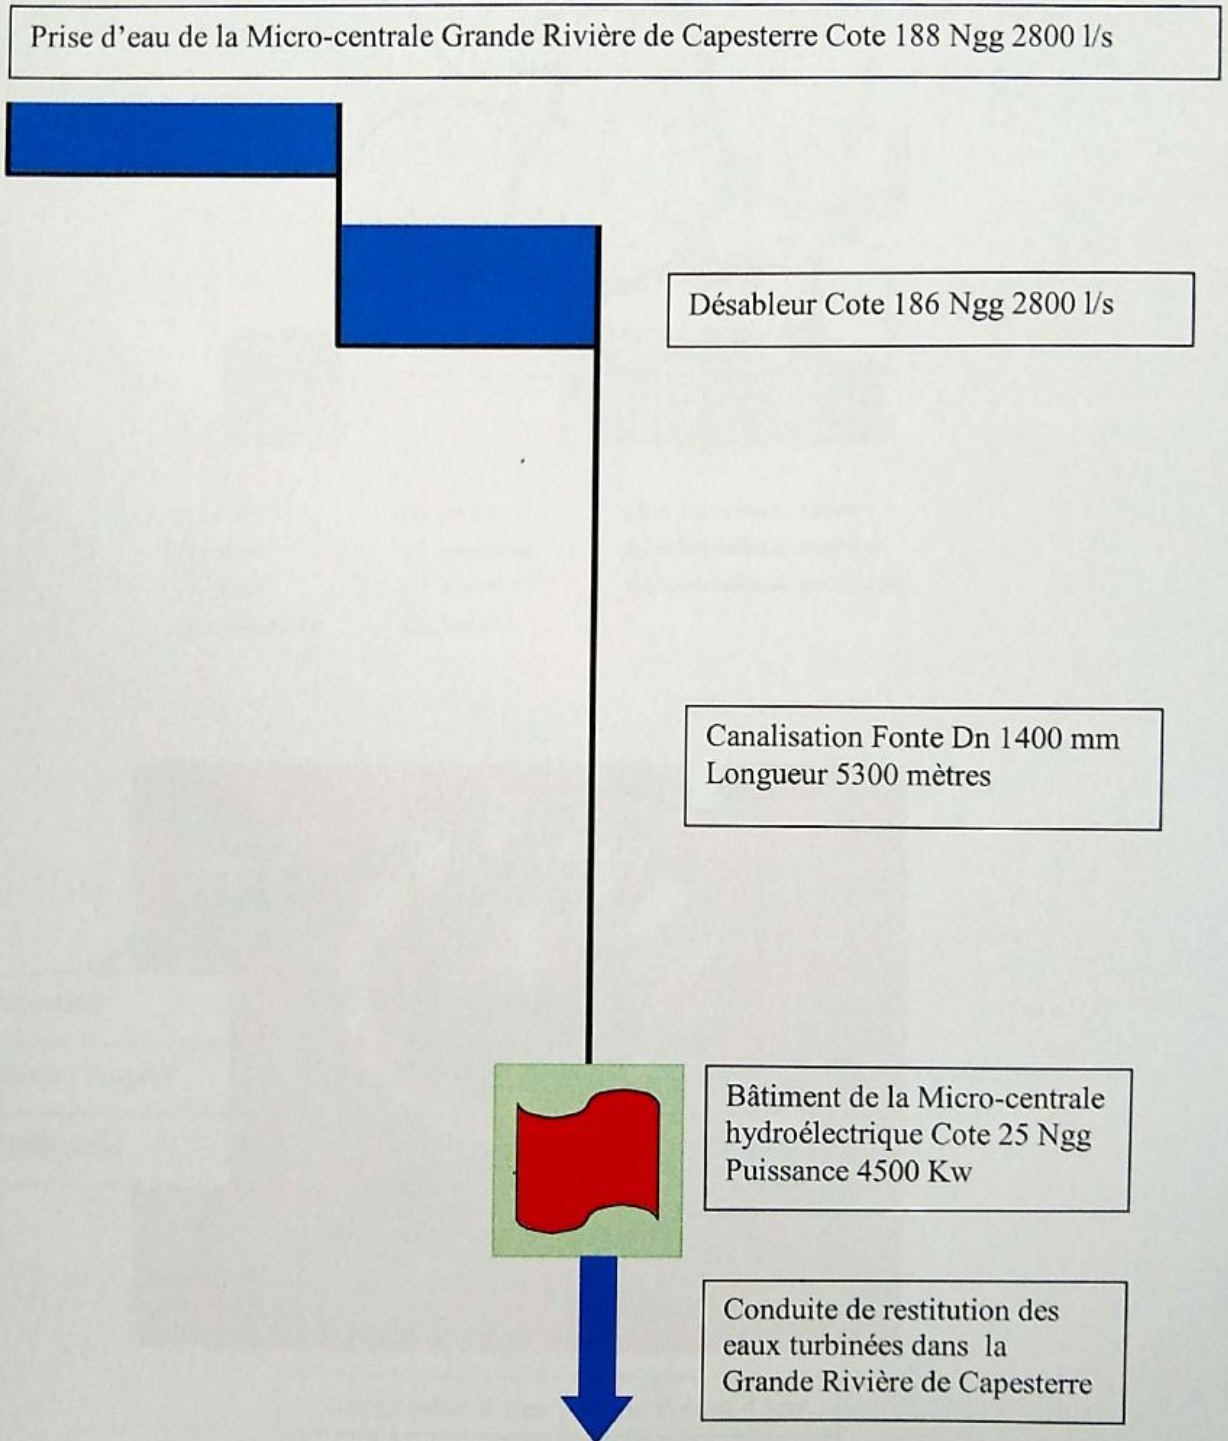 Prise d'eau de la Micro-centrale Grande Rivière de Capesterre Cote 188 Ngg 2800 l/s
Désableur Cote 186 Ngg 2800 l/s
Canalisation Fonte Dn 1400 mm
Longueur 5300 mètres
Bâtiment de la Micro-centrale
hydroélectrique Cote 25 Ngg
Puissance 4500 Kw
Conduite de restitution des
eaux turbinées dans la
Grande Rivière de Capesterre